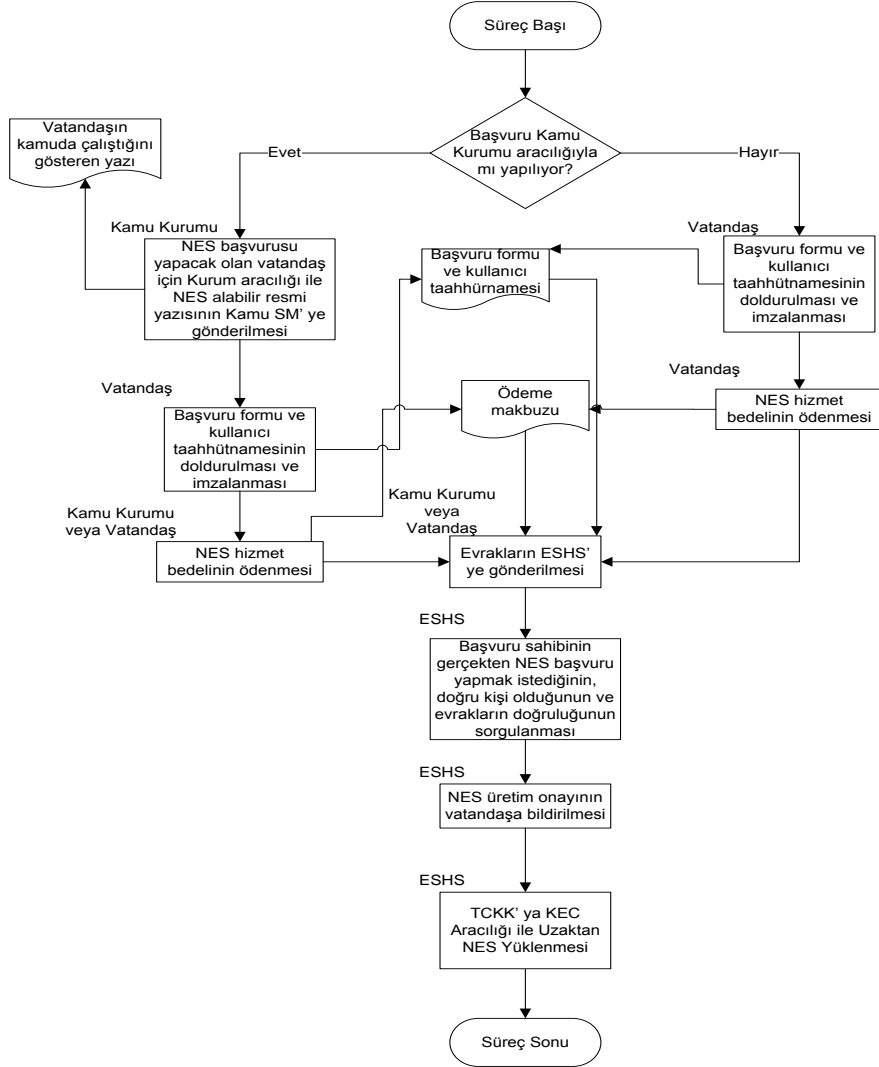 Süreç Başı
Başvuru Kamu
Kurumu aracılığıyla
mı yapılıyor?
Evet
Hayır
Vatandaşın
kamuda çalıştığını
gösteren yazı
Kamu Kurumu
NES başvurusu
yapacak olan vatandaş
için Kurum aracılığı ile
NES alabilir resmi
yazısının Kamu SM' ye
gönderilmesi
Başvuru formu
ve kullanıcı
taahhürnamesi
Vatandaş
Başvuru formu ve
kullanıcı
taahhütnamesinin
doldurulması ve
imzalanması
Vatandaş
Başvuru formu ve
kullanıcı
taahhütnamesinin
doldurulması ve
imzalanması
Ödeme
makbuzu
Vatandaş
NES hizmet
bedelinin ödenmesi
Kamu Kurumu
veya Vatandaş
NES hizmet
bedelinin ödenmesi
Kamu Kurumu
veya
Vatandaş
Evrakların ESHS'
ye gönderilmesi
ESHS
Başvuru sahibinin
gerçekten NES başvuru
yapmak istediğinin,
doğru kişi olduğunun ve
evrakların doğruluğunun
sorgulanması
ESHS
NES üretim onayının
vatandaşa bildirilmesi
ESHS
TCKK' ya KEC
Aracılığı ile Uzaktan
NES Yüklenmesi
Süreç Sonu